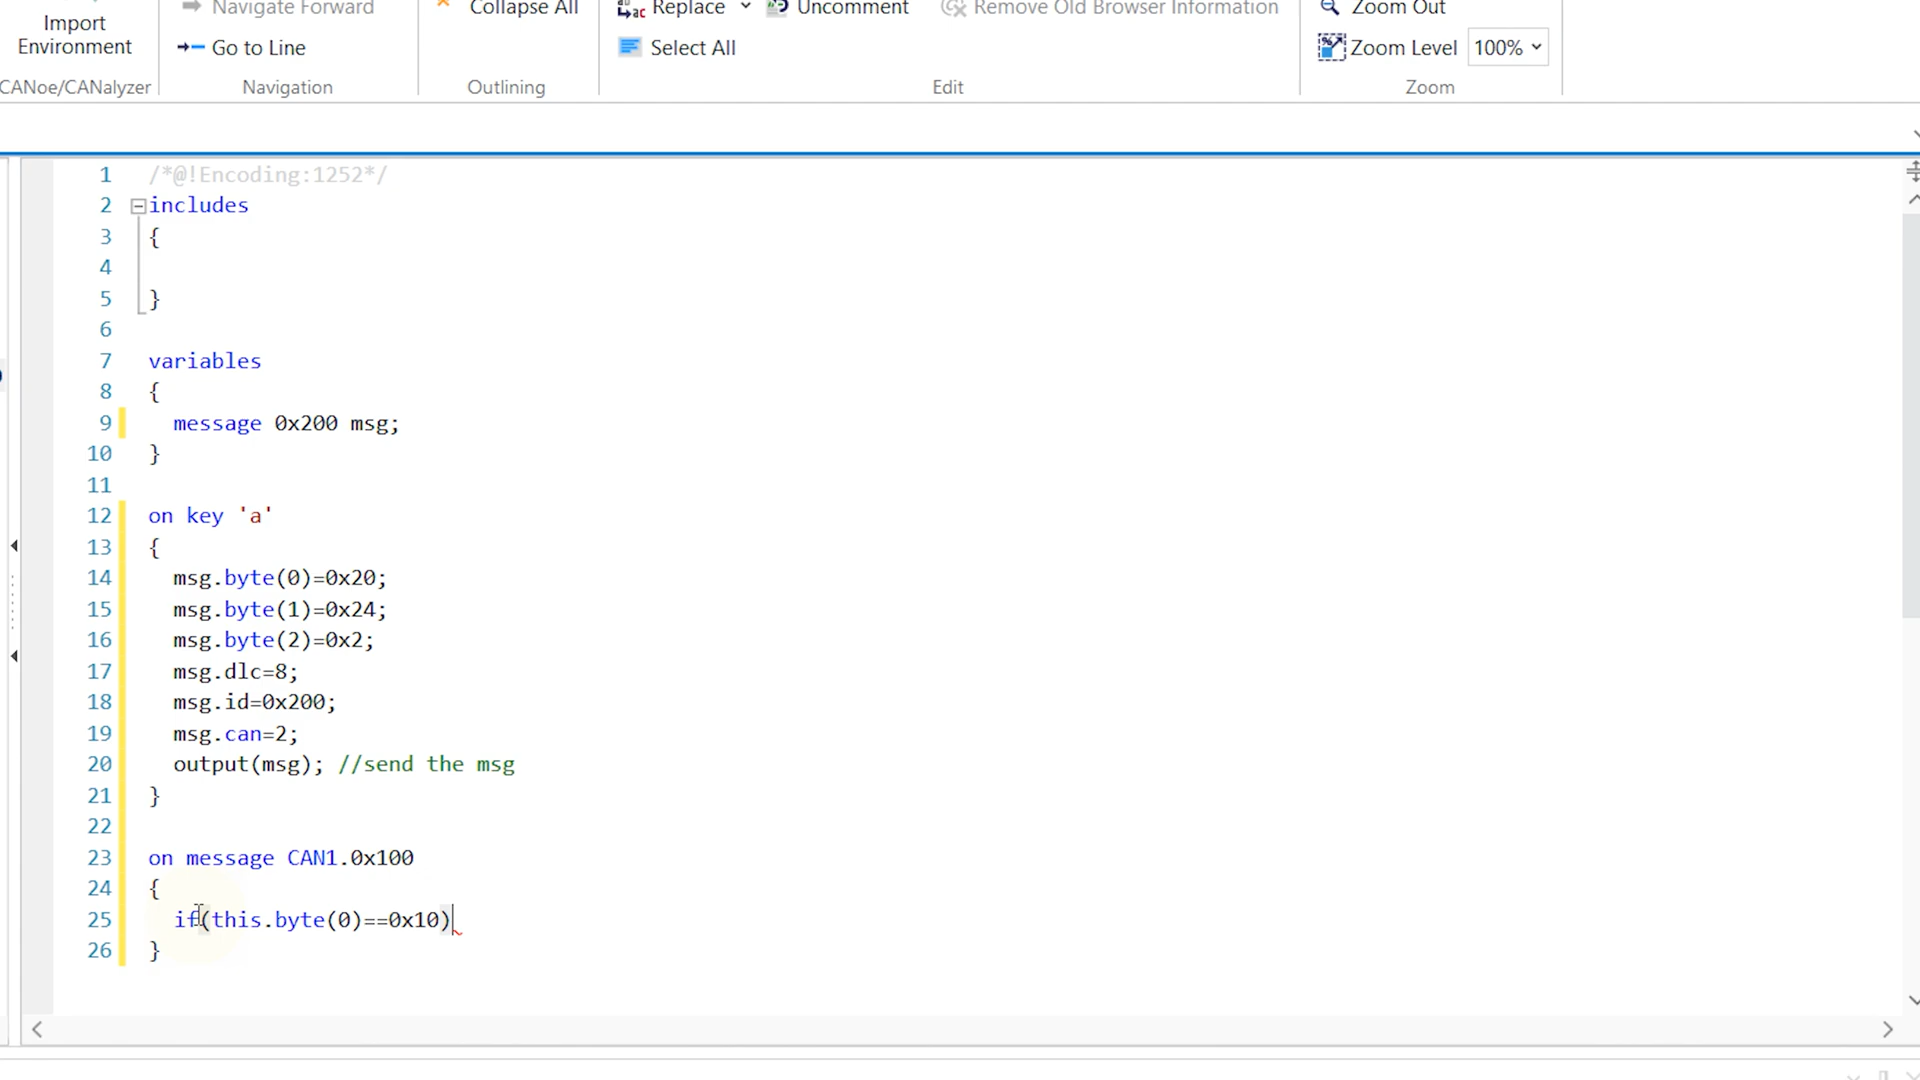 Import
Environment
CANoe/CANalyzer
Navigate Forward
Go to Line
Navigation
Collapse All
Outlining
Replace
Uncomment
Remove Old Browser Information
Select All
Edit
Zoom Out
Zoom Level 100%
Zoom
1 /*@!Encoding:1252*/
2 includes
3 {
4
5 }
6
7 variables
8 {
9 message 0x200 msg;
10 }
11
12 on key 'a'
13 {
14 msg.byte(0)=0x20;
15 msg.byte(1)=0x24;
16 msg.byte(2)=0x2;
17 msg.dlc=8;
18 msg.id=0x200;
19 msg.can=2;
20 output(msg); //send the msg
21 }
22
23 on message CAN1.0x100
24 {
25 if(this.byte(0)==0x10)
26 }